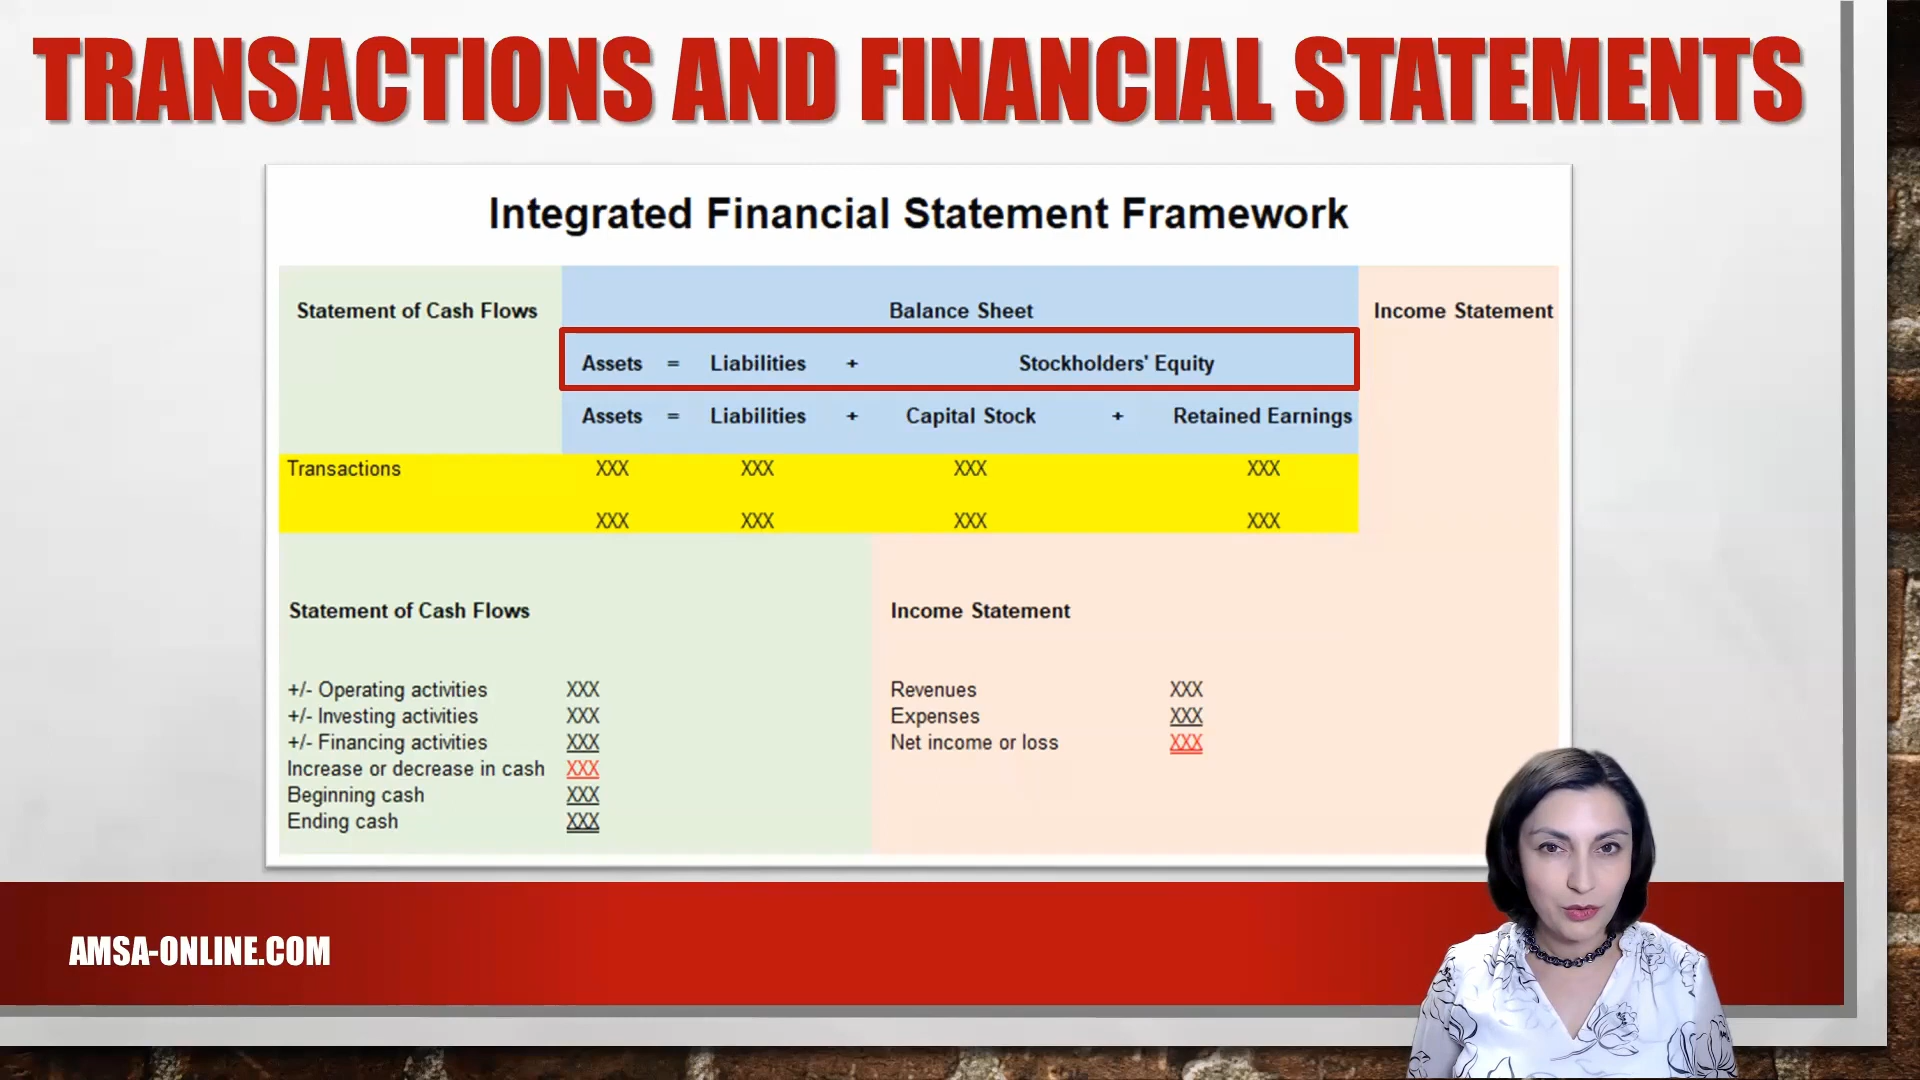 TRANSACTIONS AND FINANCIAL STATEMENTS
Integrated Financial Statement Framework
Statement of Cash Flows Balance Sheet Income Statement
Assets = Liabilities + Stockholders' Equity
Assets = Liabilities + Capital Stock + Retained Earnings
Transactions XXX XXX XXX XXX
XXX XXX XXX XXX
Statement of Cash Flows Income Statement
+/- Operating activities XXX Revenues XXX
+/- Investing activities XXX Expenses XXX
+/- Financing activities XXX Net income or loss XXX
Increase or decrease in cash XXX
Beginning cash XXX
Ending cash XXX
AMSA-ONLINE.COM